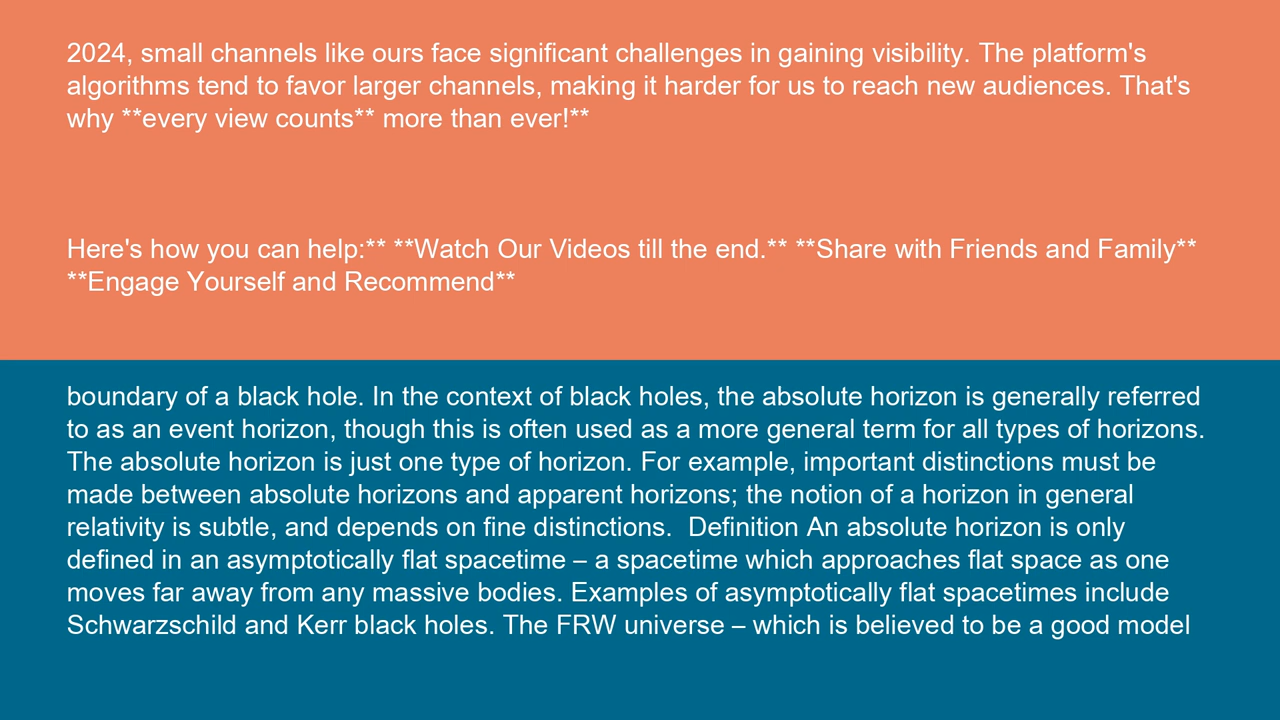 2024, small channels like ours face significant challenges in gaining visibility. The platform's
algorithms tend to favor larger channels, making it harder for us to reach new audiences. That's
why **every view counts** more than ever!**
Here's how you can help:** **Watch Our Videos till the end.** **Share with Friends and Family**
**Engage Yourself and Recommend**
boundary of a black hole. In the context of black holes, the absolute horizon is generally referred
to as an event horizon, though this is often used as a more general term for all types of horizons.
The absolute horizon is just one type of horizon. For example, important distinctions must be
made between absolute horizons and apparent horizons; the notion of a horizon in general
relativity is subtle, and depends on fine distinctions.  Definition An absolute horizon is only
defined in an asymptotically flat spacetime – a spacetime which approaches flat space as one
moves far away from any massive bodies. Examples of asymptotically flat spacetimes include
Schwarzschild and Kerr black holes. The FRW universe – which is believed to be a good model